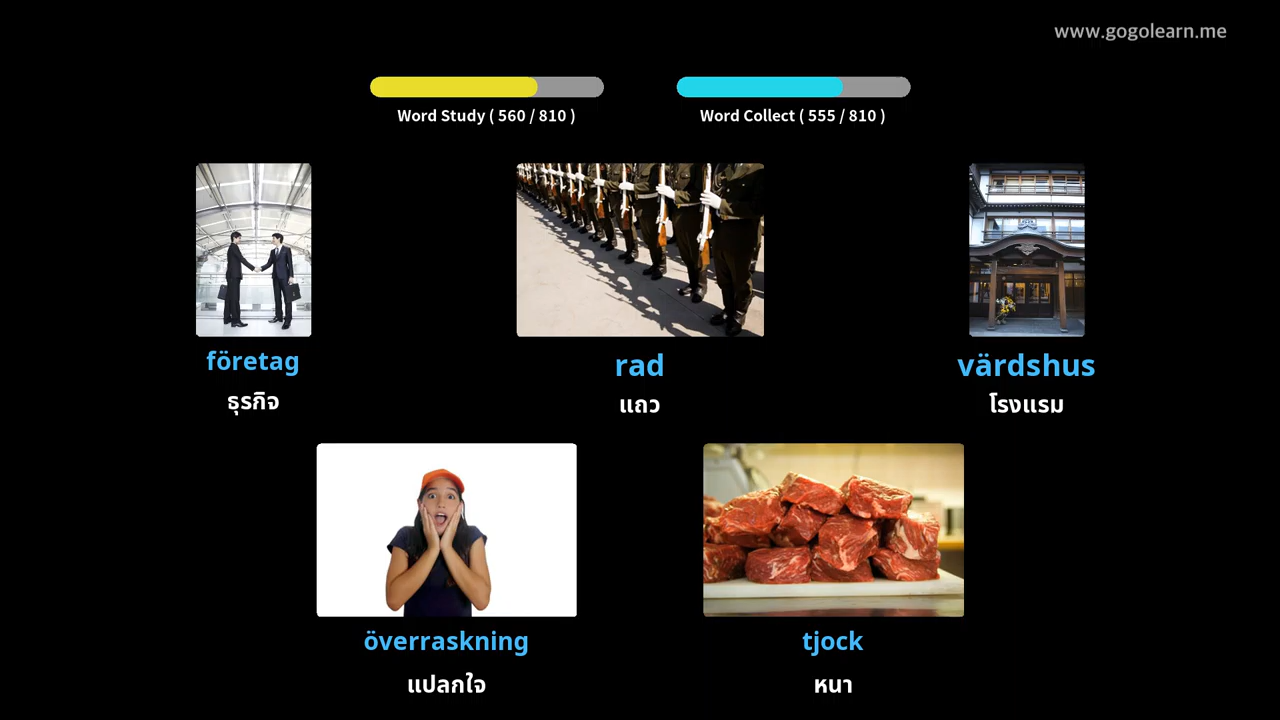 www.gogolearn.me
Word Study ( 560 / 810 )
Word Collect ( 555 / 810 )
företag
rad
värdshus
ธุรกิจ
แถว
โรงแรม
överraskning
tjock
แปลกใจ
หนา